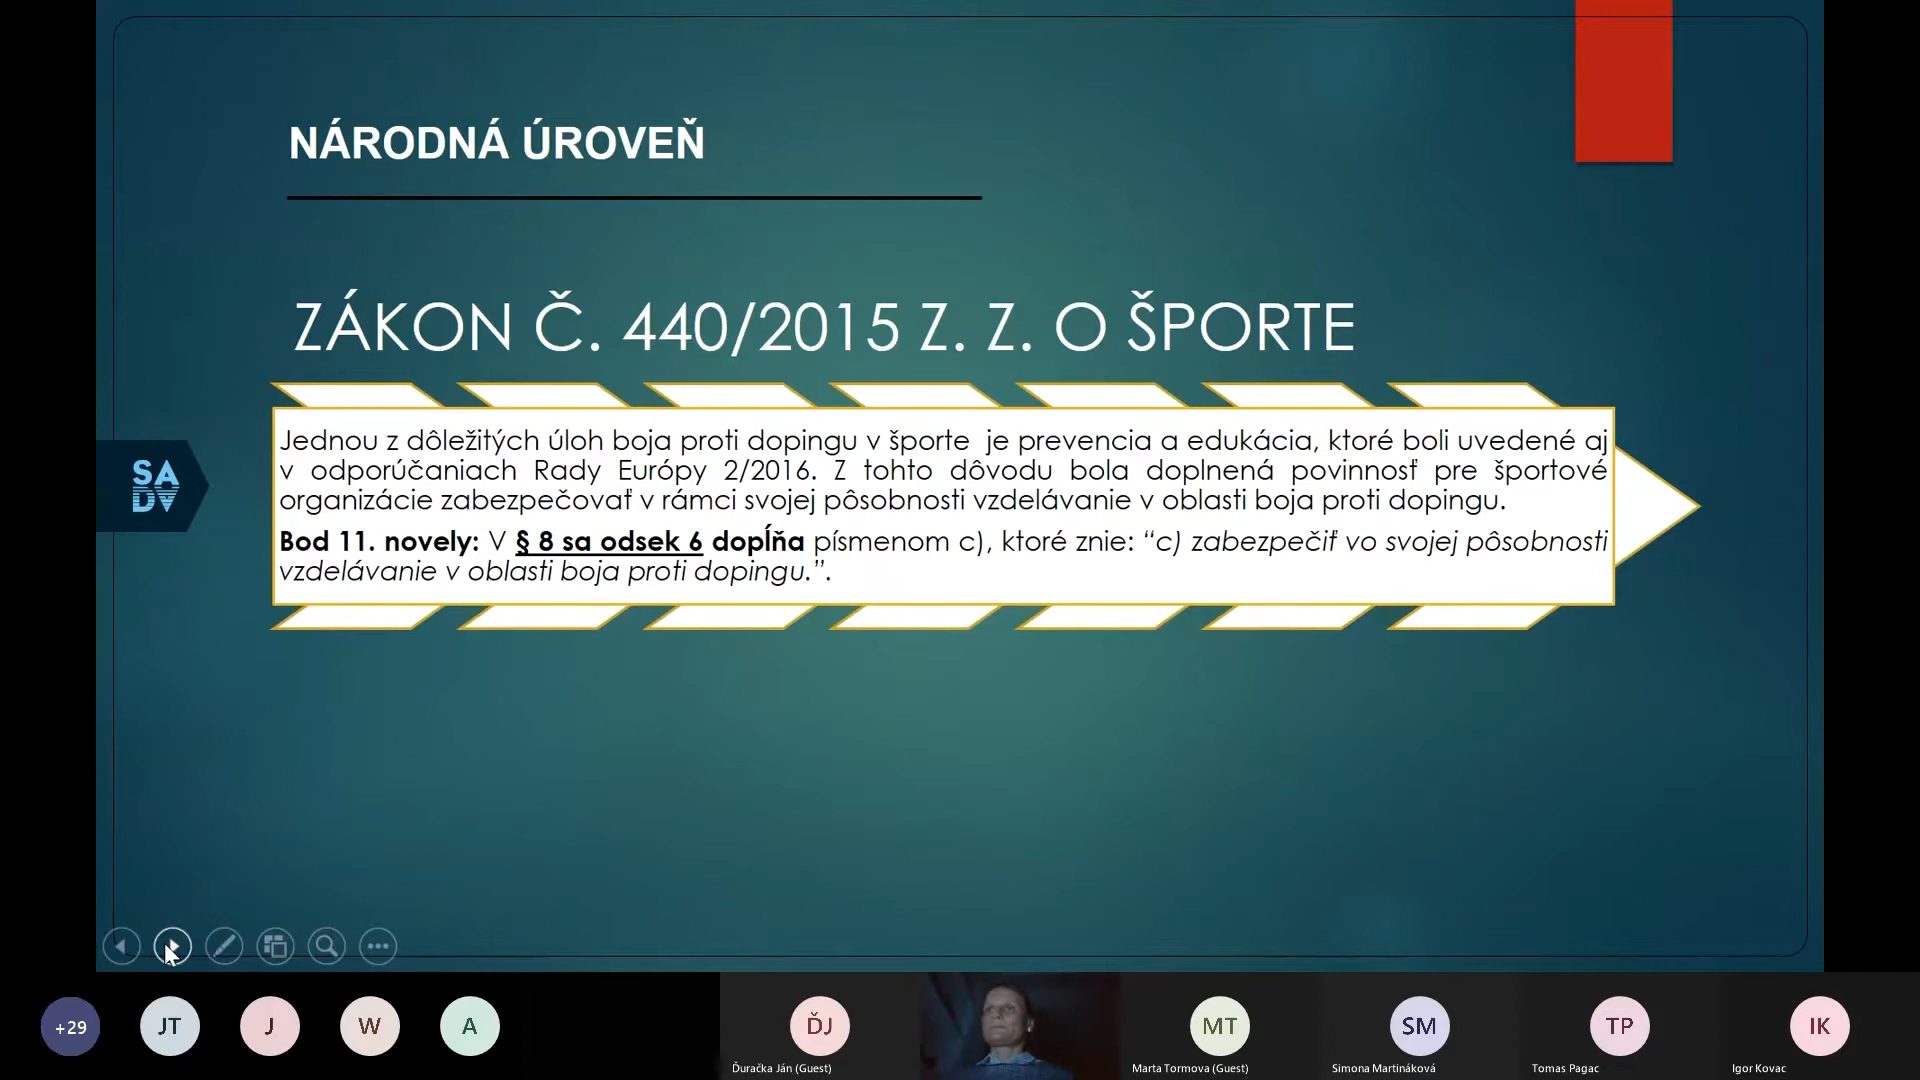 NÁRODNÁ ÚROVEŇ
ZÁKON Č. 440/2015 Z. Z. O ŠPORTE
Jednou z dôležitých úloh boja proti dopingu v športe je prevencia a edukácia, ktoré boli uvedené aj
v odporúčaniach Rady Európy 2/2016. Z tohto dôvodu bola doplnená povinnosť pre športové
organizácie zabezpečovať v rámci svojej pôsobnosti vzdelávanie v oblasti boja proti dopingu.
Bod 11. novely: V § 8 sa odsek 6 dopĺňa písmenom c), ktoré znie: “c) zabezpečiť vo svojej pôsobnosti
vzdelávanie v oblasti boja proti dopingu.”.
SA
DV
+29
JT
J
W
A
ĎJ
MT
SM
TP
IK
Ďuračka Ján (Guest)
Marta Tormova (Guest)
Simona Martináková
Tomas Pagac
Igor Kovac